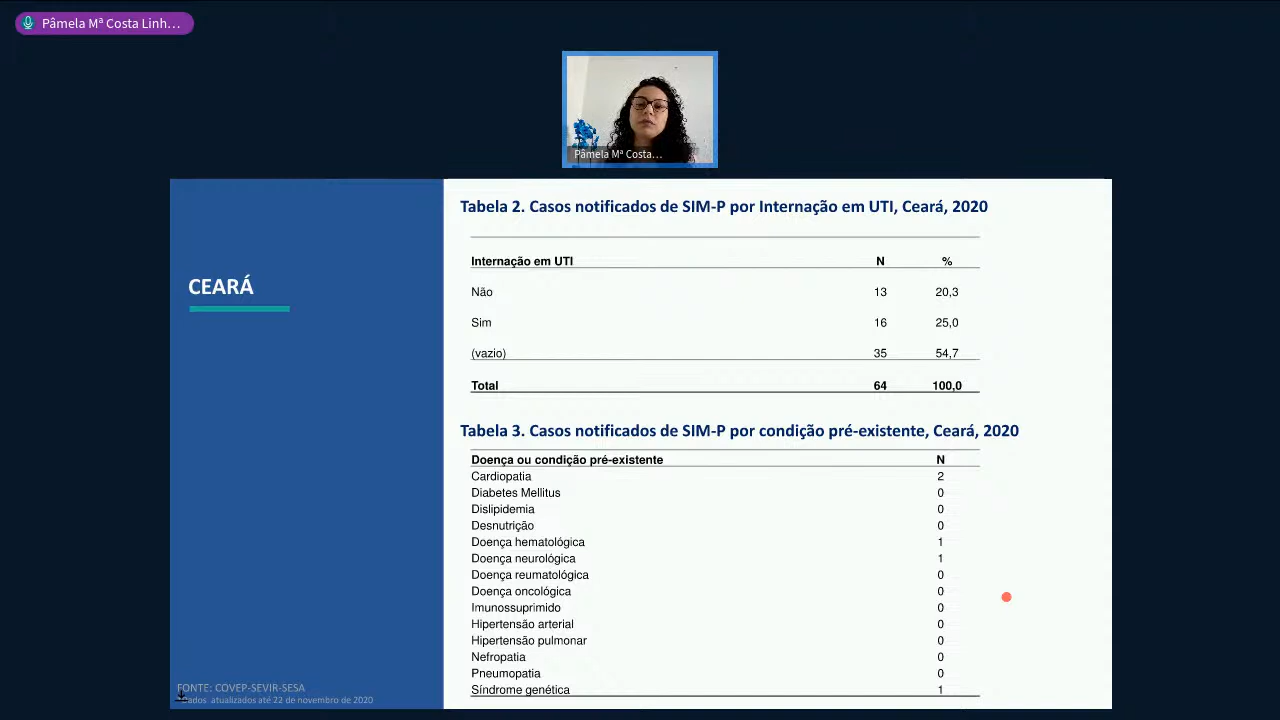 Pâmela Mª Costa Linh...
Pâmela Mª Costa...
CEARÁ
Tabela 2. Casos notificados de SIM-P por Internação em UTI, Ceará, 2020
Internação em UTI N %
Não 13 20,3
Sim 16 25,0
(vazio) 35 54,7
Total 64 100,0
Tabela 3. Casos notificados de SIM-P por condição pré-existente, Ceará, 2020
Doença ou condição pré-existente N
Cardiopatia 2
Diabetes Mellitus 0
Dislipidemia 0
Desnutrição 0
Doença hematológica 1
Doença neurológica 1
Doença reumatológica 0
Doença oncológica 0
Imunossuprimido 0
Hipertensão arterial 0
Hipertensão pulmonar 0
Nefropatia 0
Pneumopatia 0
Síndrome genética 1
FONTE: COVEP-SEVIR-SESA
atualizados até 22 de novembro de 2020